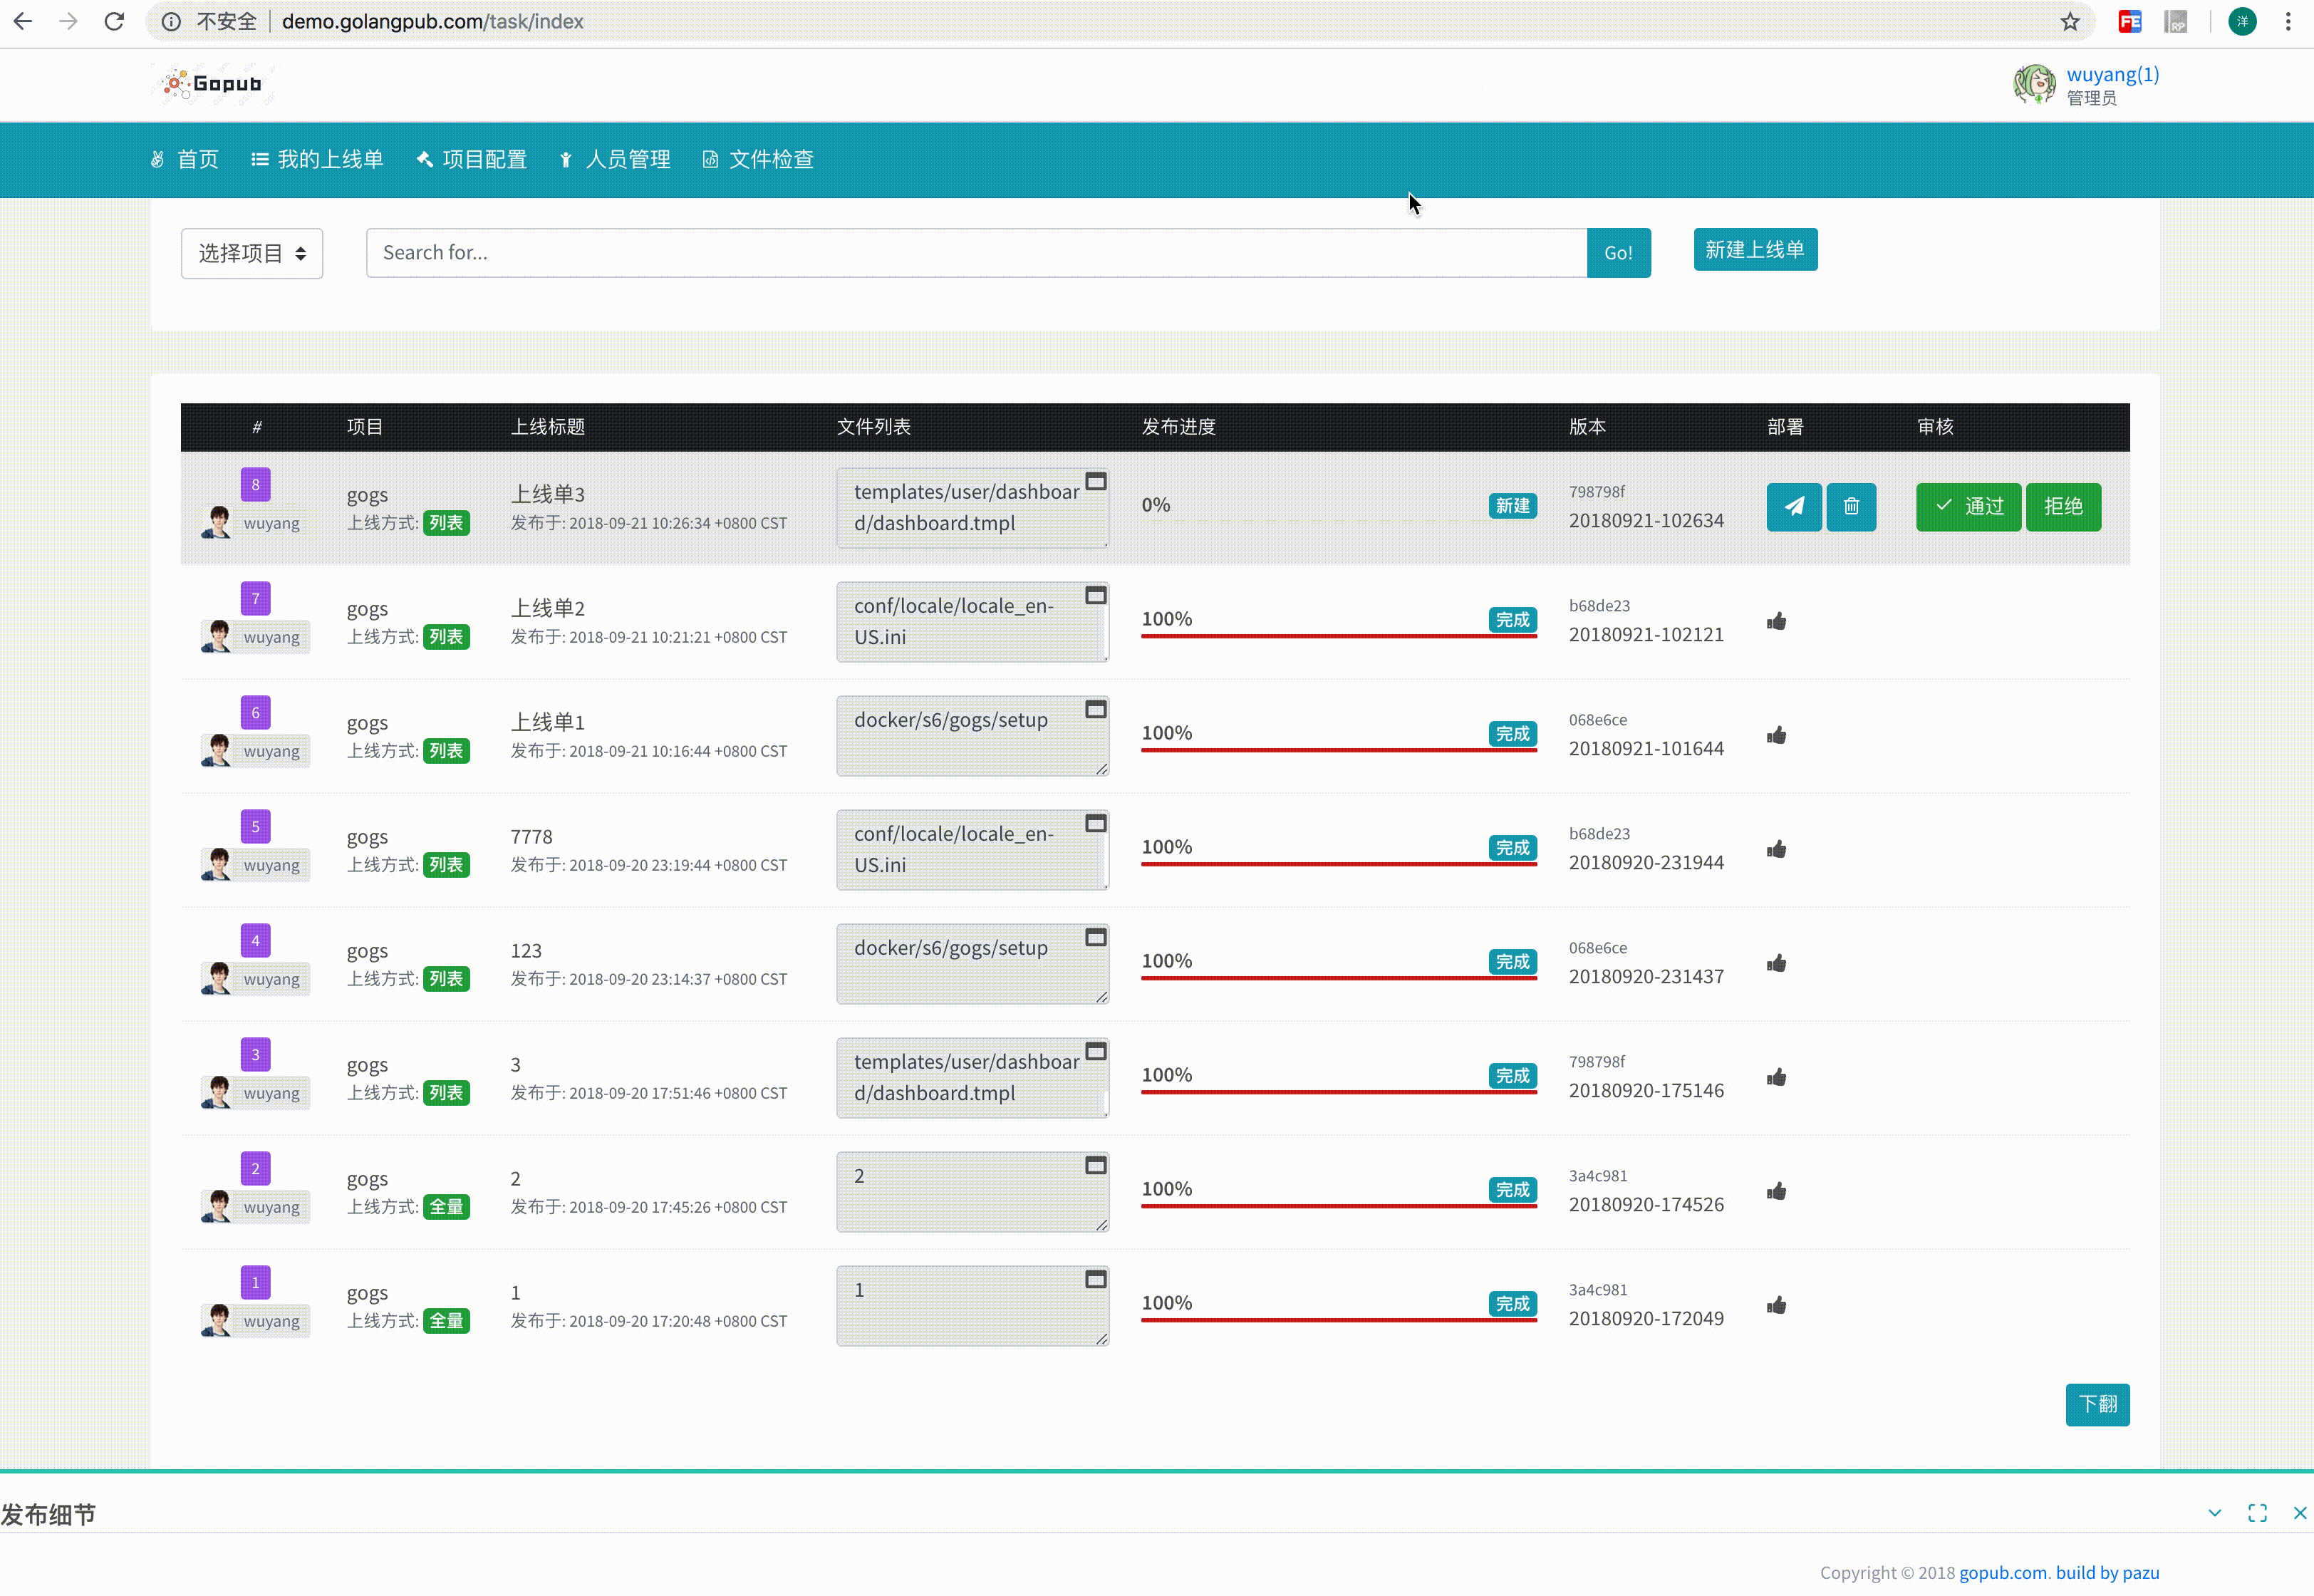 不安全 demo.golangpub.com/task/index 洋
Gopub
wuyang(1)
管理员
首页 我的上线单 项目配置 人员管理 文件检查
选择项目 Search for... Go! 新建上线单
# 项目 上线标题 文件列表 发布进度 版本 部署 审核
8
wuyang
gogs
上线方式: 列表
上线单3
发布于: 2018-09-21 10:26:34 +0800 CST
templates/user/dashboar
d/dashboard.tmpl
0% 新建
798798f
20180921-102634
通过 拒绝
7
wuyang
gogs
上线方式: 列表
上线单2
发布于: 2018-09-21 10:21:21 +0800 CST
conf/locale/locale_en-
US.ini
100% 完成
b68de23
20180921-102121
6
wuyang
gogs
上线方式: 列表
上线单1
发布于: 2018-09-21 10:16:44 +0800 CST
docker/s6/gogs/setup
100% 完成
068e6ce
20180921-101644
5
wuyang
gogs
上线方式: 列表
7778
发布于: 2018-09-20 23:19:44 +0800 CST
conf/locale/locale_en-
US.ini
100% 完成
b68de23
20180920-231944
4
wuyang
gogs
上线方式: 列表
123
发布于: 2018-09-20 23:14:37 +0800 CST
docker/s6/gogs/setup
100% 完成
068e6ce
20180920-231437
3
wuyang
gogs
上线方式: 列表
3
发布于: 2018-09-20 17:51:46 +0800 CST
templates/user/dashboar
d/dashboard.tmpl
100% 完成
798798f
20180920-175146
2
wuyang
gogs
上线方式: 全量
2
发布于: 2018-09-20 17:45:26 +0800 CST
2
100% 完成
3a4c981
20180920-174526
1
wuyang
gogs
上线方式: 全量
1
发布于: 2018-09-20 17:20:48 +0800 CST
1
100% 完成
3a4c981
20180920-172049
下翻
发布细节
Copyright © 2018 gopub.com. build by pazu